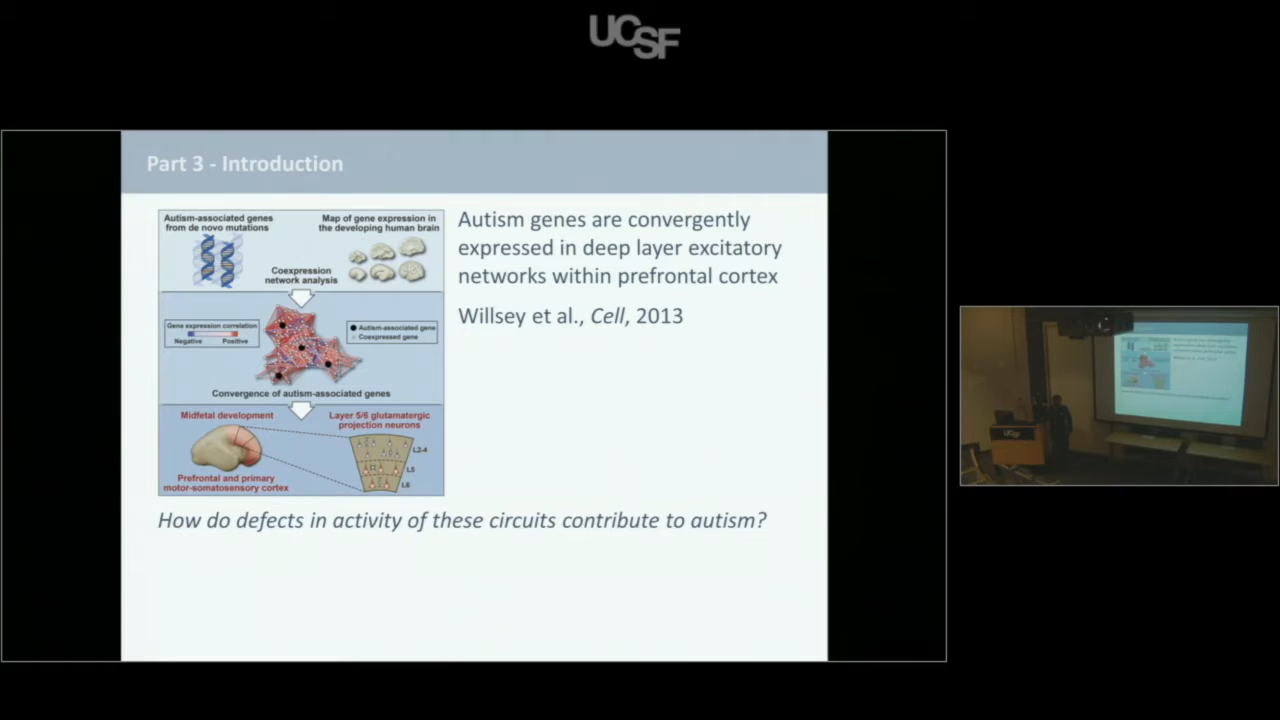 UCSF
Part 3 - Introduction
Autism-associated genes
from de novo mutations
Map of gene expression in
the developing human brain
Coexpression
network analysis
Gene expression correlation
Negative Positive
Autism-associated gene
Coexpressed gene
Convergence of autism-associated genes
Midfetal development
Layer 5/6 glutamatergic
projection neurons
L2-4
L5
L6
Prefrontal and primary
motor-somatosensory cortex
Autism genes are convergently
expressed in deep layer excitatory
networks within prefrontal cortex
Willsey et al., Cell, 2013
How do defects in activity of these circuits contribute to autism?
UCSF